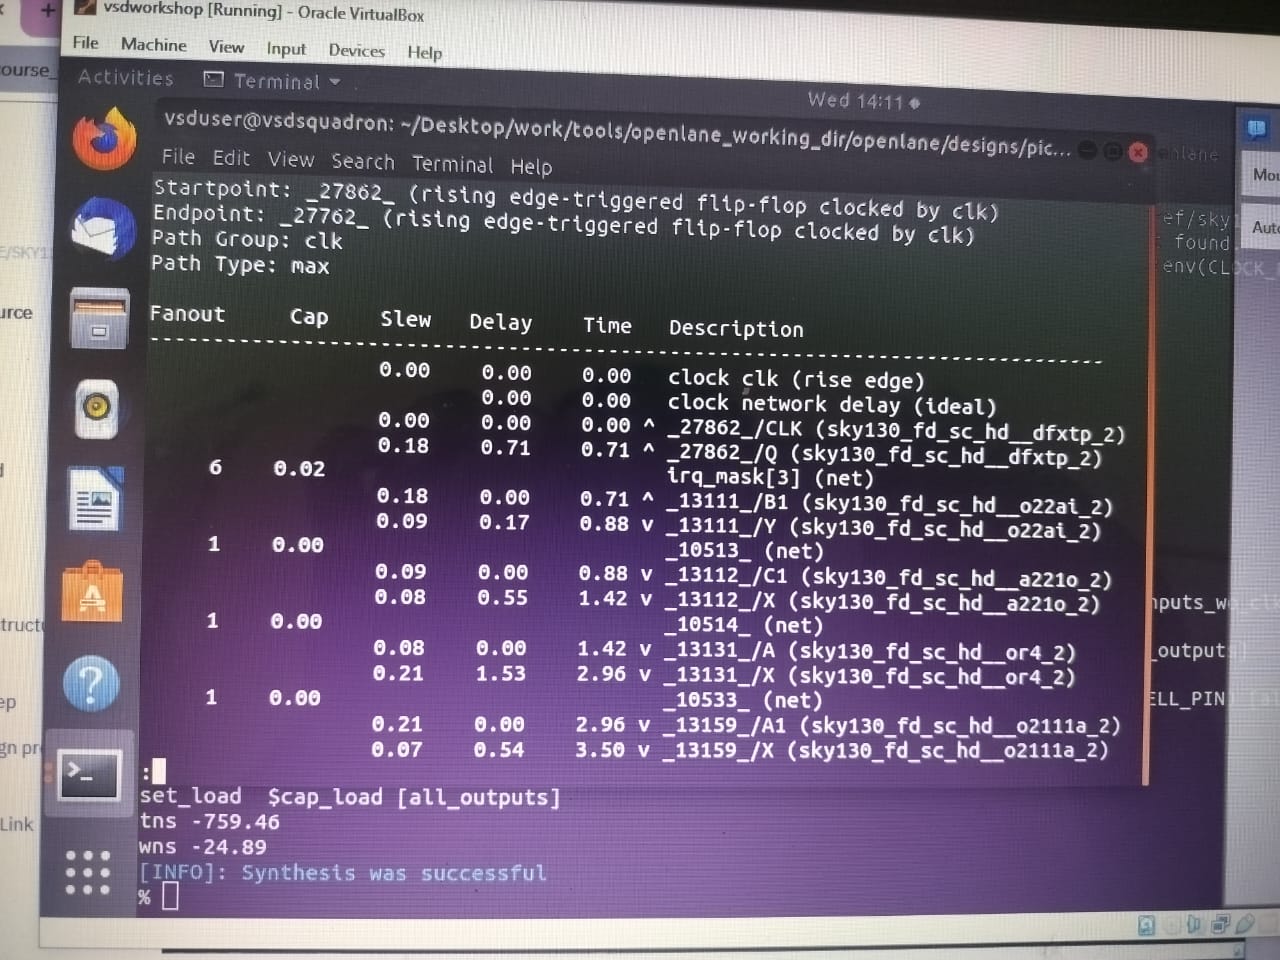 vsdworkshop [Running] - Oracle VirtualBox
File Machine View Input Devices Help
Activities Terminal
Wed 14:11
vsduser@vsdsquadron: ~/Desktop/work/tools/openlane_working_dir/openlane/designs/pic...
File Edit View Search Terminal Help
Startpoint: _27862_ (rising edge-triggered flip-flop clocked by clk)
Endpoint: _27762_ (rising edge-triggered flip-flop clocked by clk)
Path Group: clk
Path Type: max
Fanout Cap Slew Delay Time Description
-----------------------------------------------------------------------------
0.00 0.00 0.00 clock clk (rise edge)
0.00 0.00 clock network delay (ideal)
0.00 0.00 0.00 ^ _27862_/CLK (sky130_fd_sc_hd__dfxtp_2)
0.18 0.71 0.71 ^ _27862_/Q (sky130_fd_sc_hd__dfxtp_2)
6 0.02 irq_mask[3] (net)
0.18 0.00 0.71 ^ _13111_/B1 (sky130_fd_sc_hd__o22ai_2)
0.09 0.17 0.88 v _13111_/Y (sky130_fd_sc_hd__o22ai_2)
1 0.00 _10513_ (net)
0.09 0.00 0.88 v _13112_/C1 (sky130_fd_sc_hd__a221o_2)
0.08 0.55 1.42 v _13112_/X (sky130_fd_sc_hd__a221o_2)
1 0.00 _10514_ (net)
0.08 0.00 1.42 v _13131_/A (sky130_fd_sc_hd__or4_2)
0.21 1.53 2.96 v _13131_/X (sky130_fd_sc_hd__or4_2)
1 0.00 _10533_ (net)
0.21 0.00 2.96 v _13159_/A1 (sky130_fd_sc_hd__o2111a_2)
0.07 0.54 3.50 v _13159_/X (sky130_fd_sc_hd__o2111a_2)
:
set_load $cap_load [all_outputs]
tns -759.46
wns -24.89
[INFO]: Synthesis was successful
%
ef/sky
found
env(CLOCK_
_outputs]
ELL_PIN
Mou
Auto
ourse_
urce
truct
ep
gn pr
Link